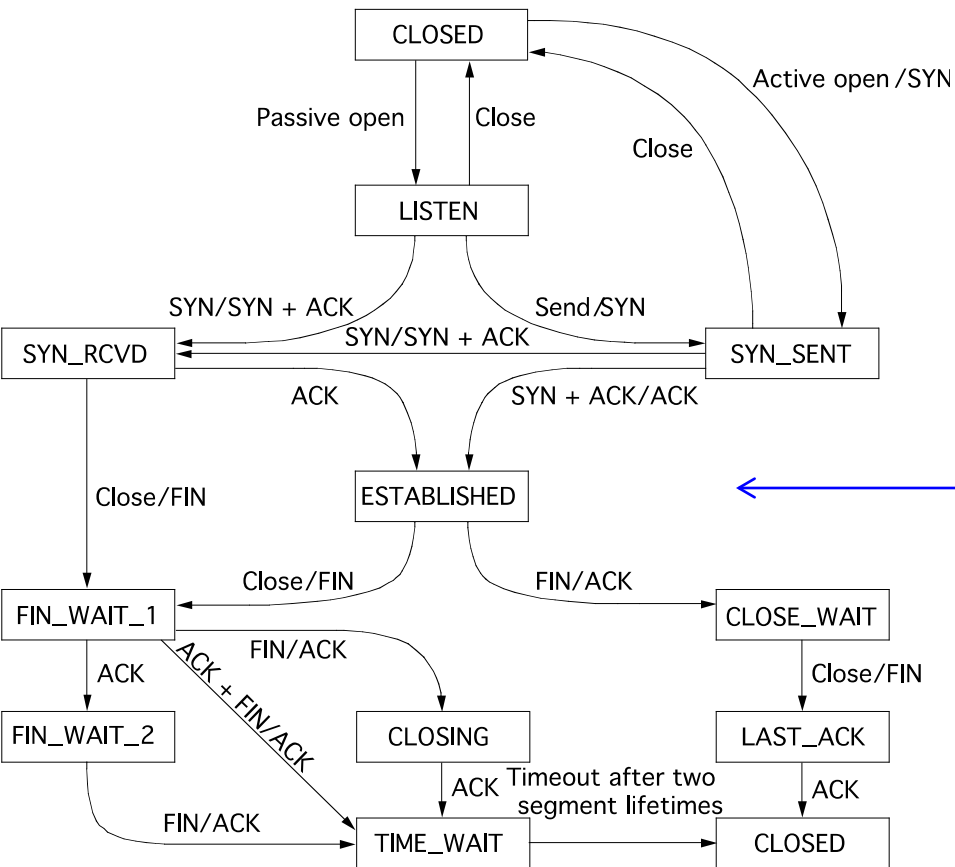 CLOSED
Active open /SYN
Passive open
Close
Close
LISTEN
SYN/SYN + ACK
Send/SYN
SYN/SYN + ACK
SYN_RCVD
SYN_SENT
ACK
SYN + ACK/ACK
ESTABLISHED
Close/FIN
Close/FIN
FIN/ACK
FIN_WAIT_1
CLOSE_WAIT
FIN/ACK
ACK
ACK + FIN/ACK
Close/FIN
FIN_WAIT_2
CLOSING
LAST_ACK
ACK
Timeout after two
segment lifetimes
ACK
FIN/ACK
TIME_WAIT
CLOSED